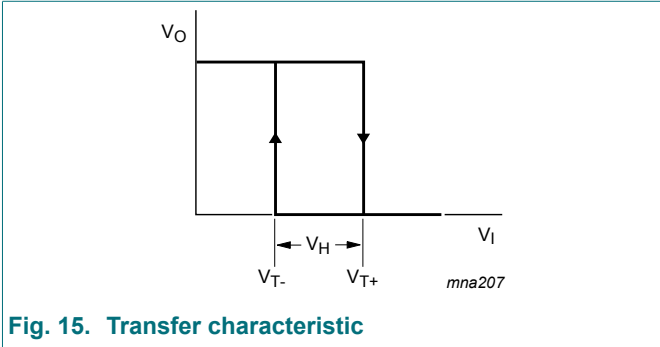 VO
VI
VH
VT-
VT+
mna207
Fig. 15. Transfer characteristic